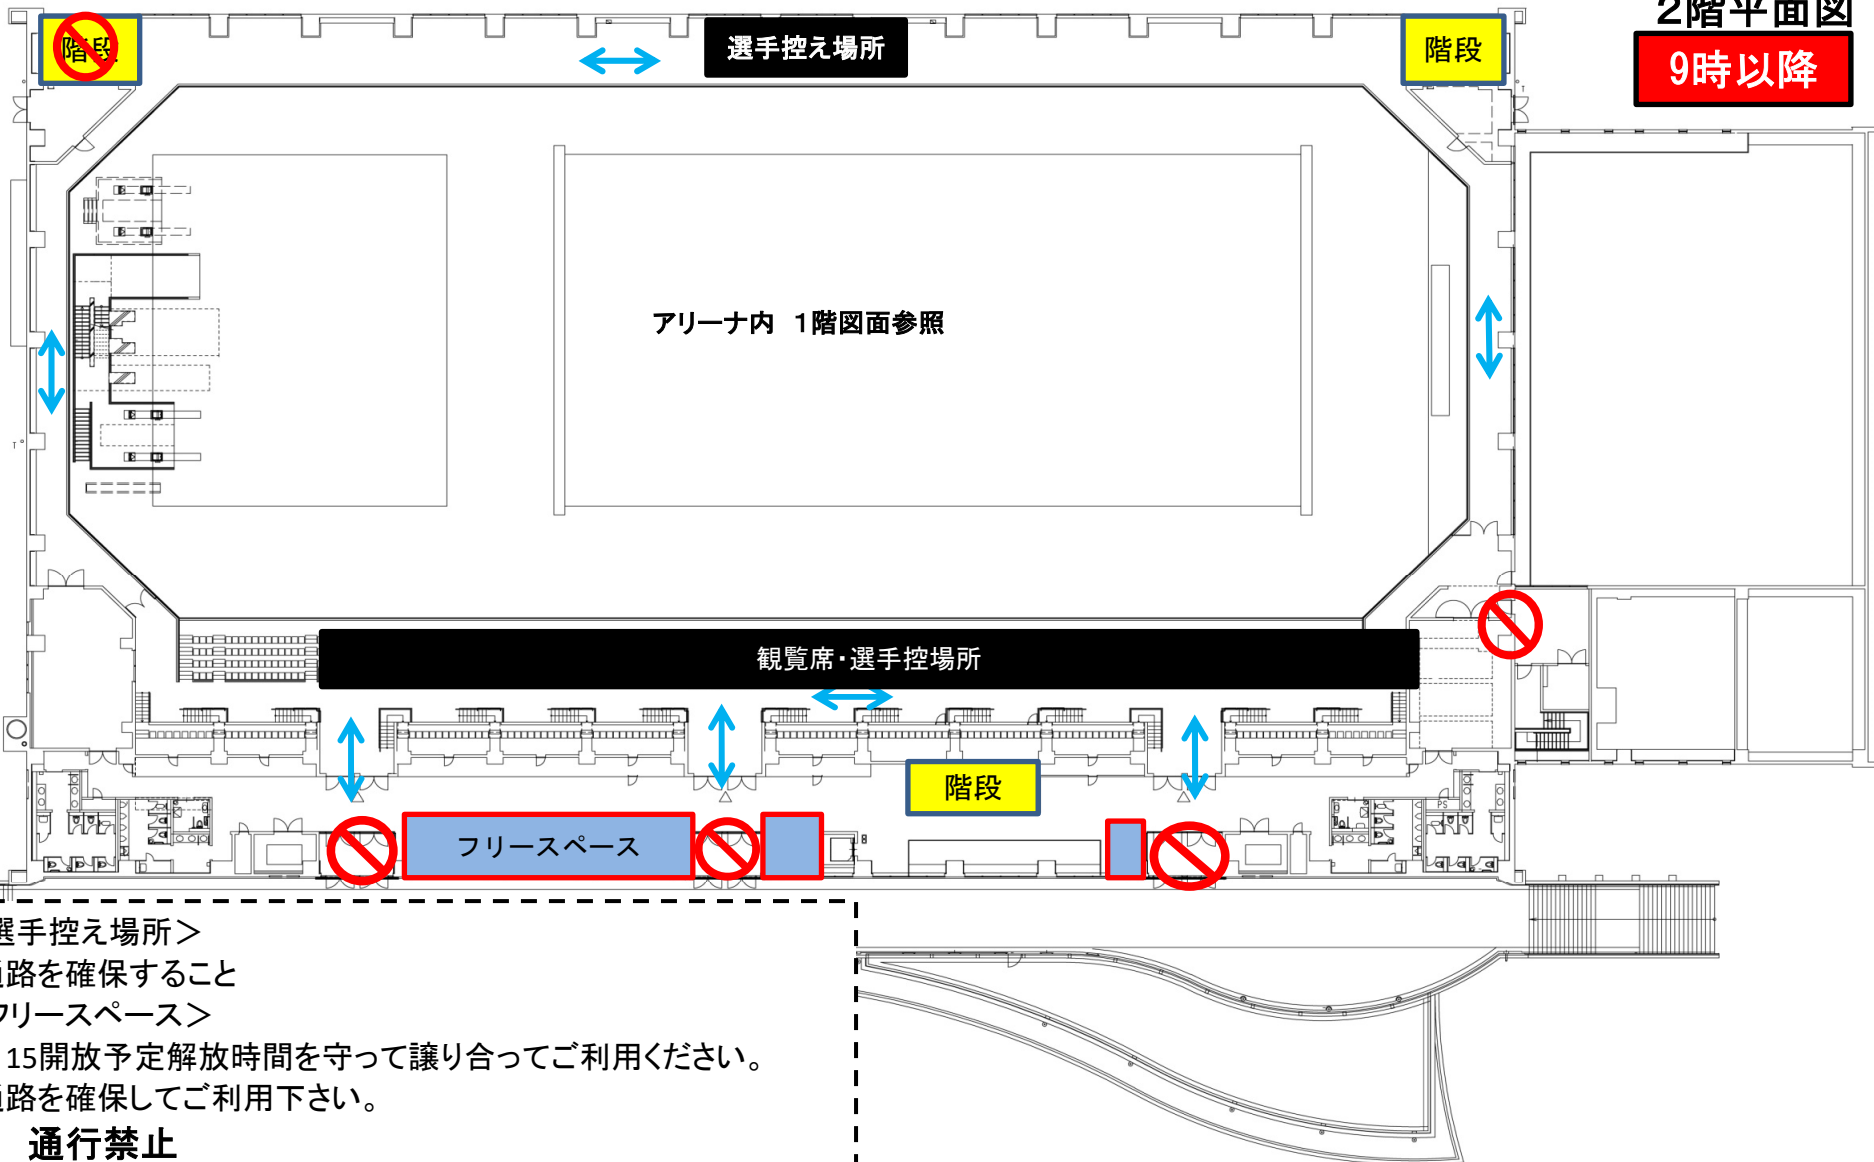 2階平面図
9時以降
階段
選手控え場所
階段
アリーナ内 1階図面参照
観覧席・選手控場所
階段
フリースペース
PS
選手控え場所＞
路を確保すること
フリースペース＞
15開放予定解放時間を守って譲り合ってご利用ください。
路を確保してご利用下さい。
通行禁止